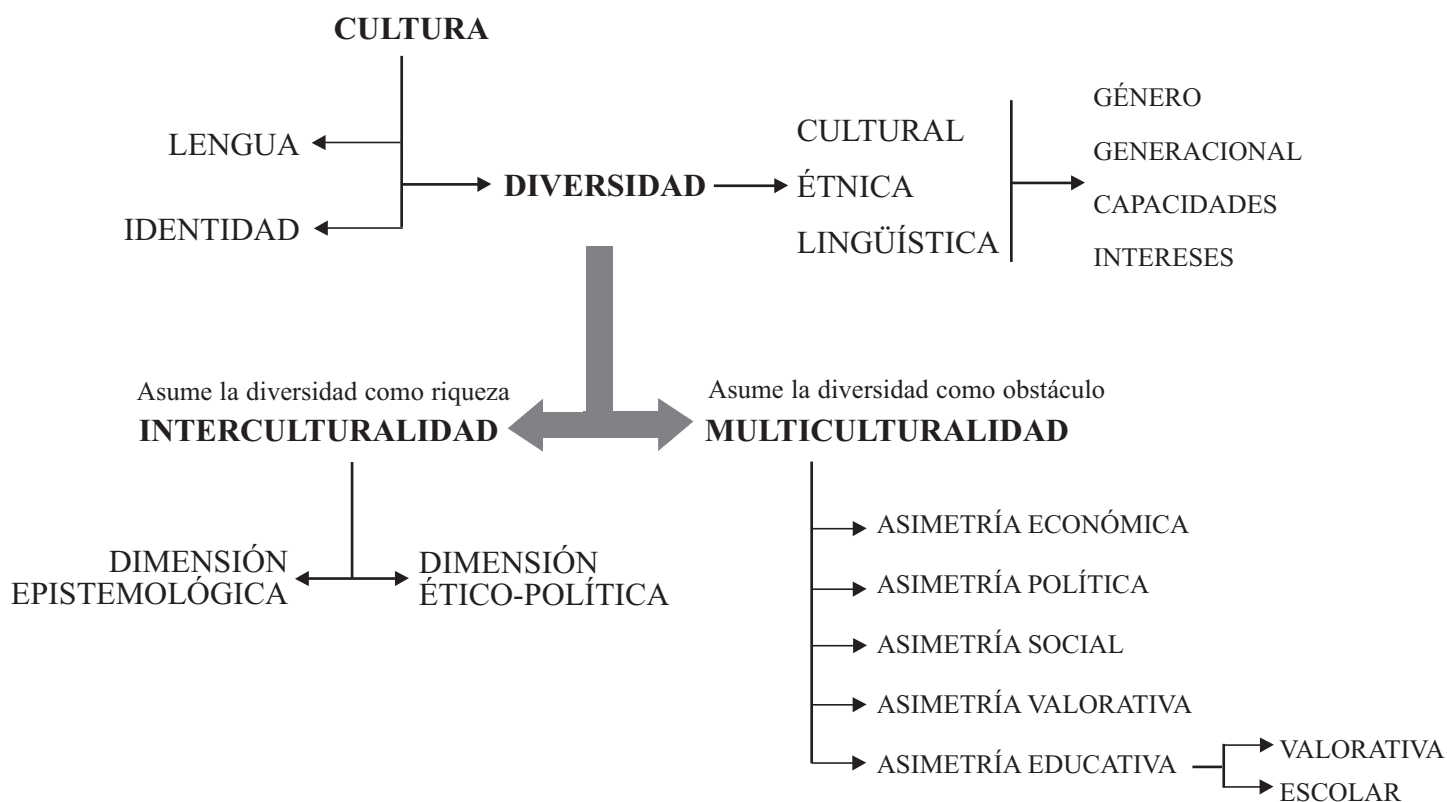 CULTURA
LENGUA
IDENTIDAD
DIVERSIDAD
CULTURAL
ÉTNICA
LINGÜÍSTICA
GÉNERO
GENERACIONAL
CAPACIDADES
INTERESES
Asume la diversidad como riqueza
INTERCULTURALIDAD
Asume la diversidad como obstáculo
MULTICULTURALIDAD
DIMENSIÓN
EPISTEMOLÓGICA
DIMENSIÓN
ÉTICO-POLÍTICA
ASIMETRÍA ECONÓMICA
ASIMETRÍA POLÍTICA
ASIMETRÍA SOCIAL
ASIMETRÍA VALORATIVA
ASIMETRÍA EDUCATIVA
VALORATIVA
ESCOLAR